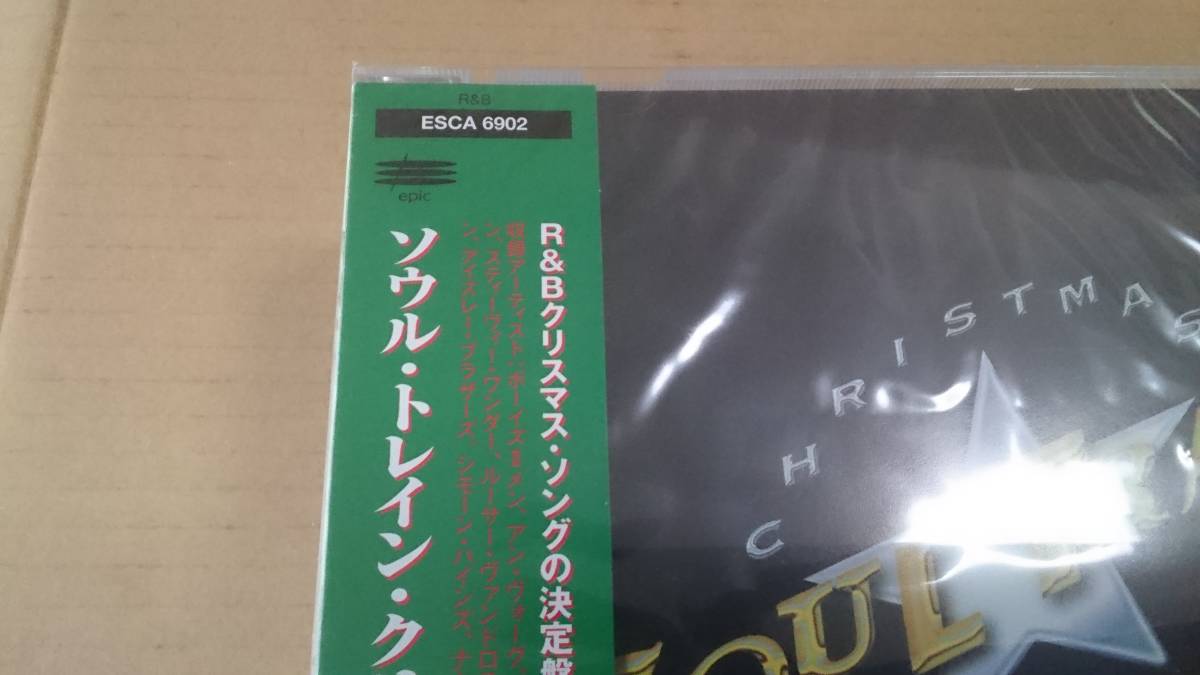 R&B
ESCA 6902
epic
R&Bクリスマス・ソングの決定盤
収録アーティスト:ボーイズⅡメン、アン・ヴォーグ、
ン、スティーヴィー・ワンダー、ルーサー・ヴァンドロ
ン、アイズレー・ブラザーズ、シモーン・ハインズ、ナ
ソウル・トレイン・ク
CHRISTMAS
SOUL